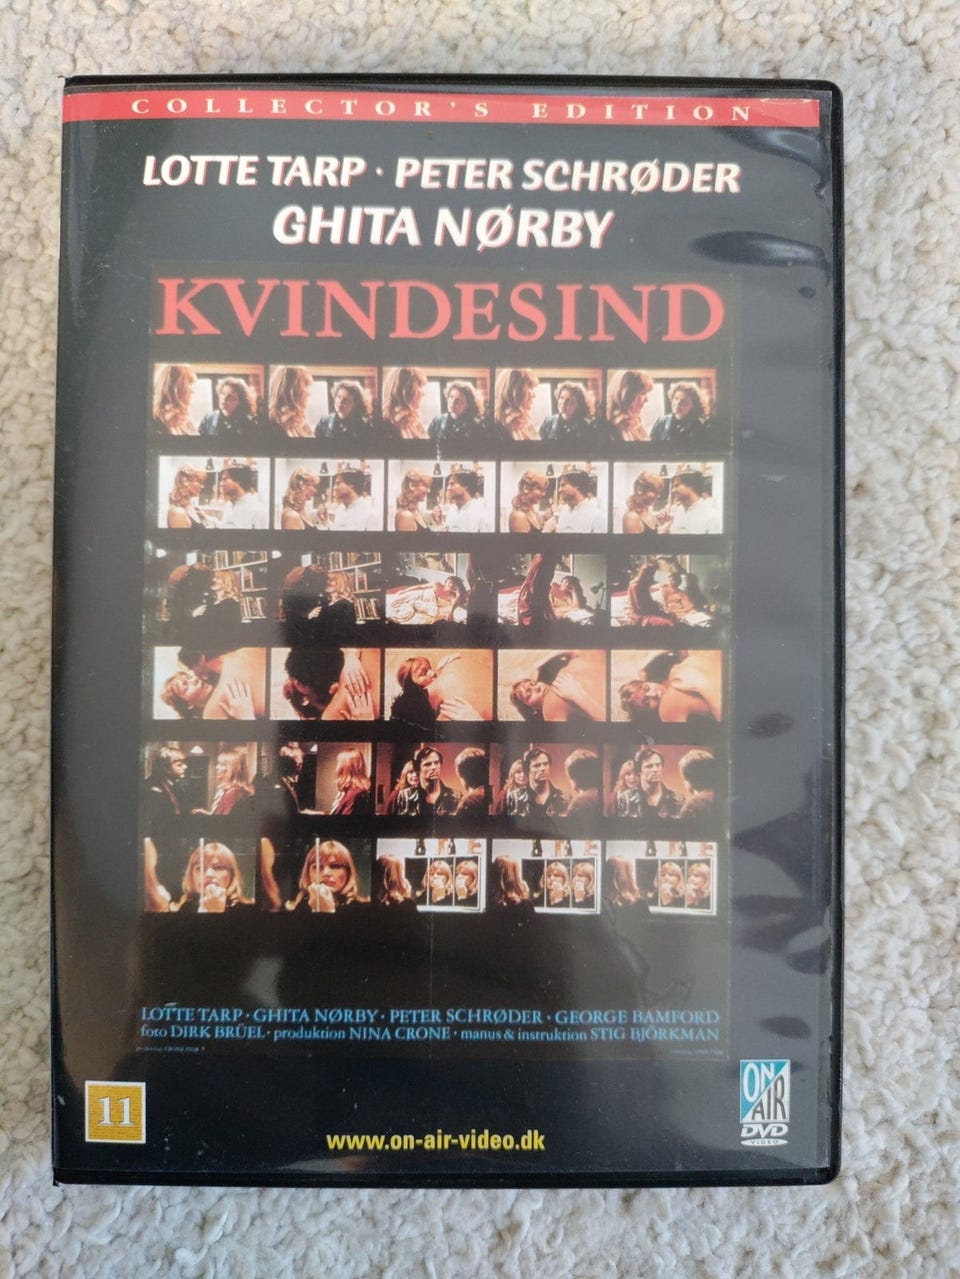 COLLECTOR'S EDITION
LOTTE TARP · PETER SCHRØDER
GHITA NØRBY
KVINDESIND
LOTTE TARP · GHITA NØRBY · PETER SCHRØDER · GEORGE BAMFORD
foto DIRK BRÜEL · produktion NINA CRONE · manus & instruktion STIG BJÖRKMAN
11
www.on-air-video.dk
ON
AIR
DVD
VIDEO